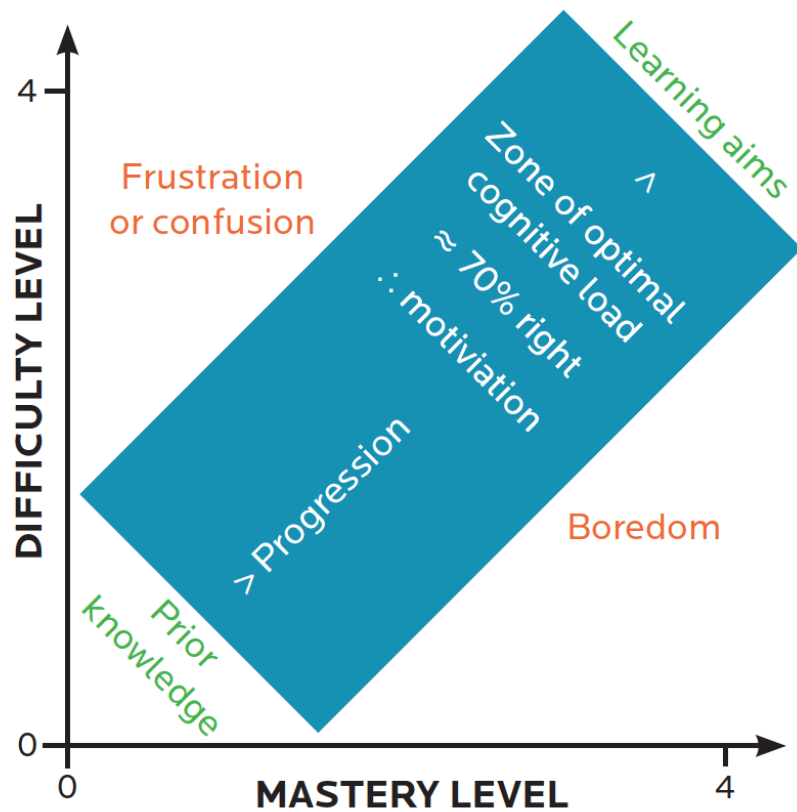 4
DIFFICULTY LEVEL
Frustration
or confusion
Learning aims
>
Zone of optimal
cognitive load
≈ 70% right
∴ motiviation
> Progression
Boredom
Prior
knowledge
0
0
MASTERY LEVEL
4